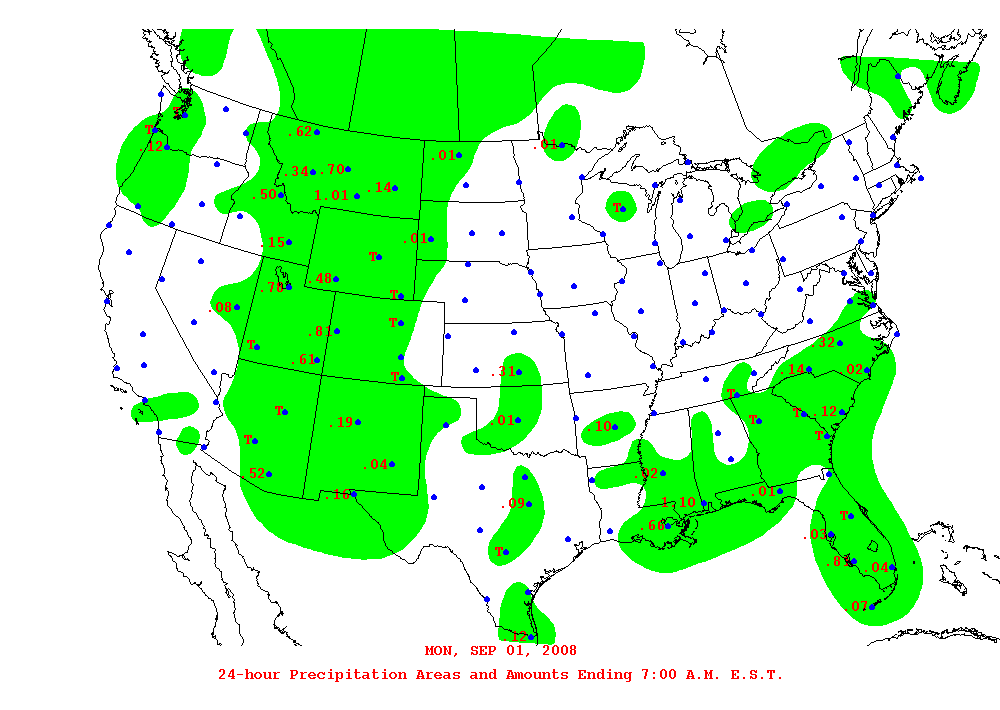 T
T
.62
.12
.01
.01
.34 .70
.14
.50 1.01
T
.15
.01
T
.48
.08
T
.81
T
T
.32
.61
.14
.31
.02
T
T
T
T
.12
.19
.01
T
.10
T
T
.04
.52
.02
.16
.01
.09
1.10
T
.66
.03
T
.04
.07
.12
MON, SEP 01, 2008
24-hour Precipitation Areas and Amounts Ending 7:00 A.M. E.S.T.